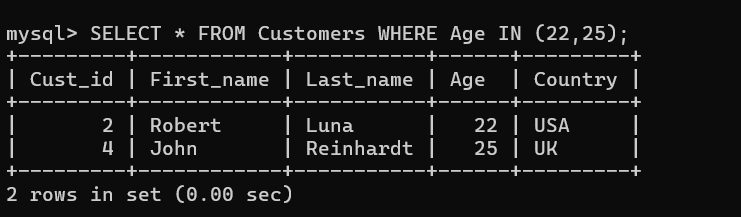 mysql> SELECT * FROM Customers WHERE Age IN (22,25);
+---------+------------+-----------+------+---------+
| Cust_id | First_name | Last_name | Age  | Country |
+---------+------------+-----------+------+---------+
|       2 | Robert     | Luna      |   22 | USA     |
|       4 | John       | Reinhardt |   25 | UK      |
+---------+------------+-----------+------+---------+
2 rows in set (0.00 sec)